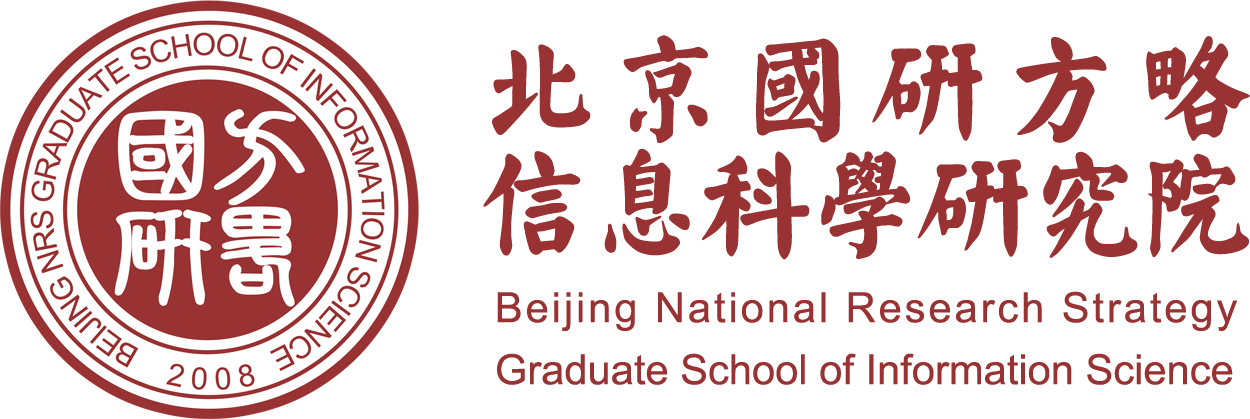 BEIJING NRS GRADUATE SCHOOL OF INFORMATION SCIENCE
國研方畧
2008
北京國研方略
信息科學研究院
Beijing National Research Strategy
Graduate School of Information Science